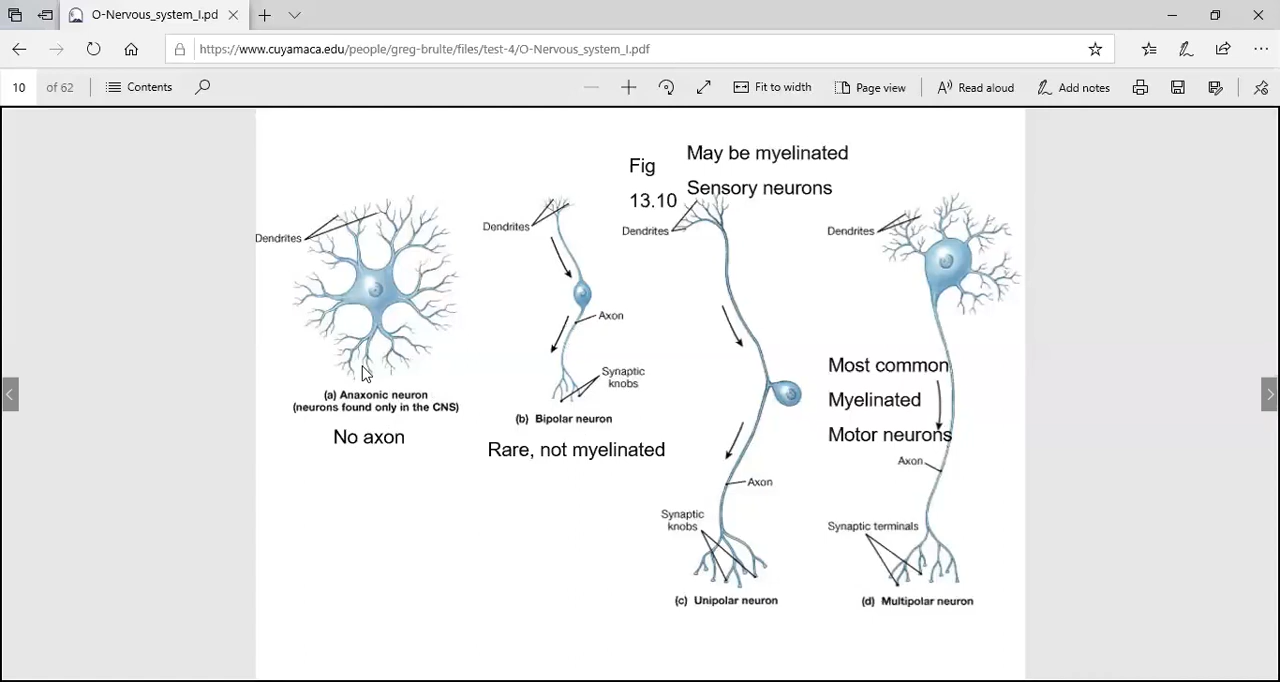 O-Nervous_system_I.pd
https://www.cuyamaca.edu/people/greg-brulte/files/test-4/O-Nervous_system_I.pdf
10 of 62 Contents Fit to width Page view Read aloud Add notes
Fig
13.10
May be myelinated
Sensory neurons
Dendrites
Dendrites
Dendrites
Dendrites
Axon
Synaptic
knobs
(a) Anaxonic neuron
(neurons found only in the CNS)
No axon
(b) Bipolar neuron
Rare, not myelinated
Most common
Myelinated
Motor neurons
Axon
Axon
Synaptic
knobs
Synaptic terminals
(c) Unipolar neuron
(d) Multipolar neuron